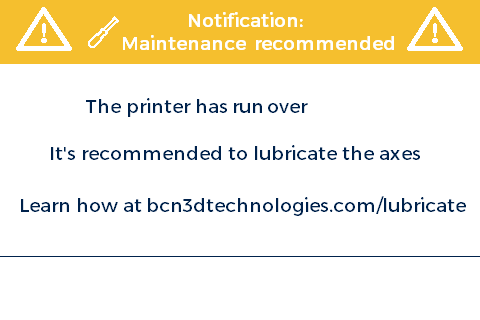 Notification:
Maintenance recommended
The printer has run over
It's recommended to lubricate the axes
Learn how at bcn3dtechnologies.com/lubricate